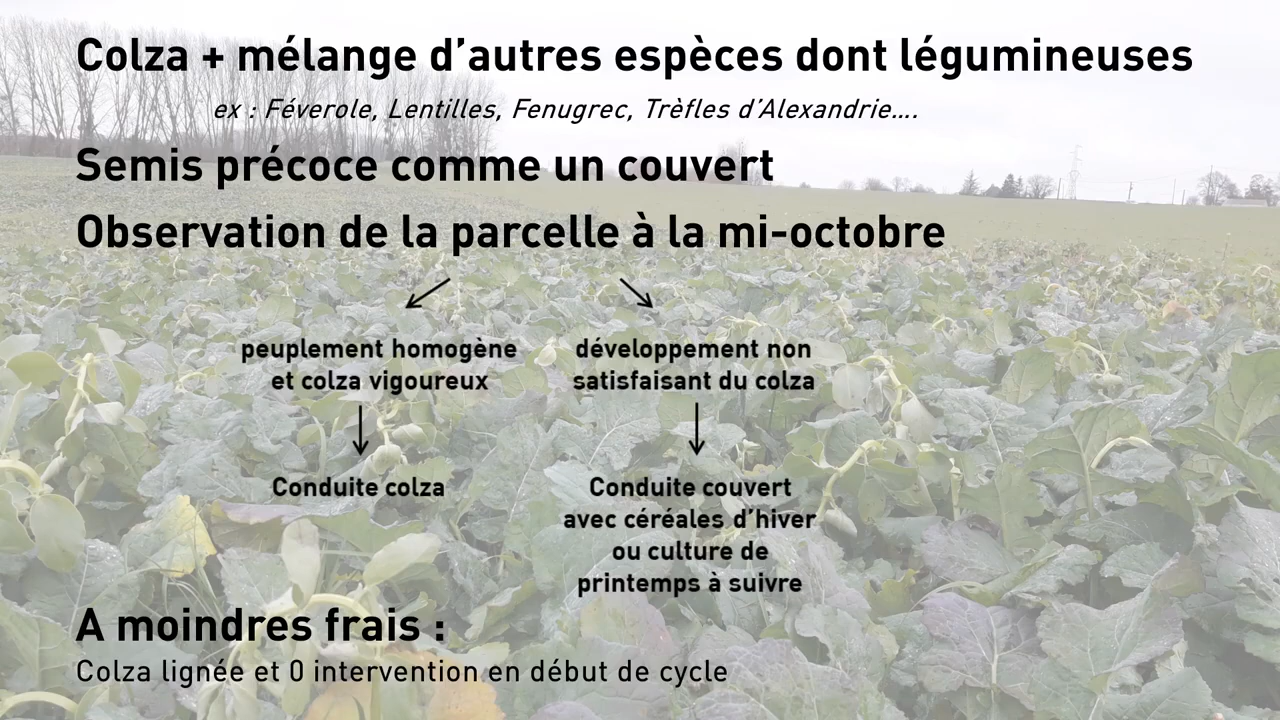 Colza + mélange d’autres espèces dont légumineuses
ex : Féverole, Lentilles, Fenugrec, Trèfles d’Alexandrie....
Semis précoce comme un couvert
Observation de la parcelle à la mi-octobre
peuplement homogène
et colza vigoureux
Conduite colza
développement non
satisfaisant du colza
Conduite couvert
avec céréales d’hiver
ou culture de
printemps à suivre
A moindres frais :
Colza lignée et 0 intervention en début de cycle